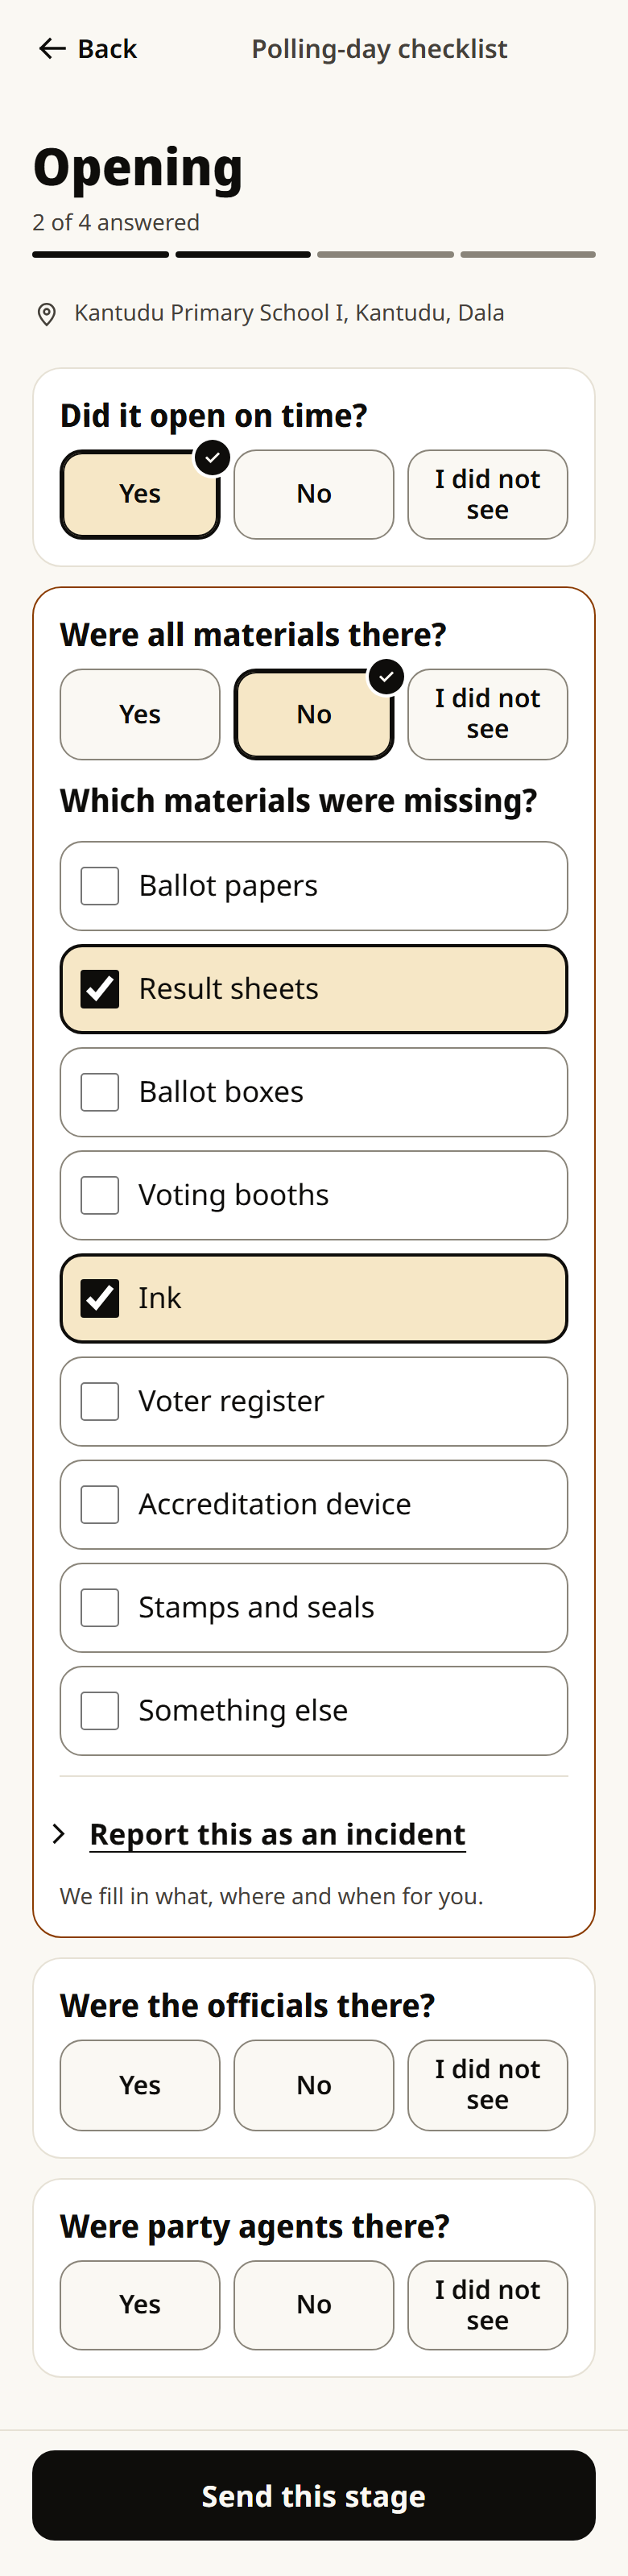 Back
Polling-day checklist
Opening
2 of 4 answered
Kantudu Primary School I, Kantudu, Dala
Did it open on time?
Yes
No
I did not
see
Were all materials there?
Yes
No
I did not
see
Which materials were missing?
Ballot papers
Result sheets
Ballot boxes
Voting booths
Ink
Voter register
Accreditation device
Stamps and seals
Something else
Report this as an incident
We fill in what, where and when for you.
Were the officials there?
Yes
No
I did not
see
Were party agents there?
Yes
No
I did not
see
Send this stage